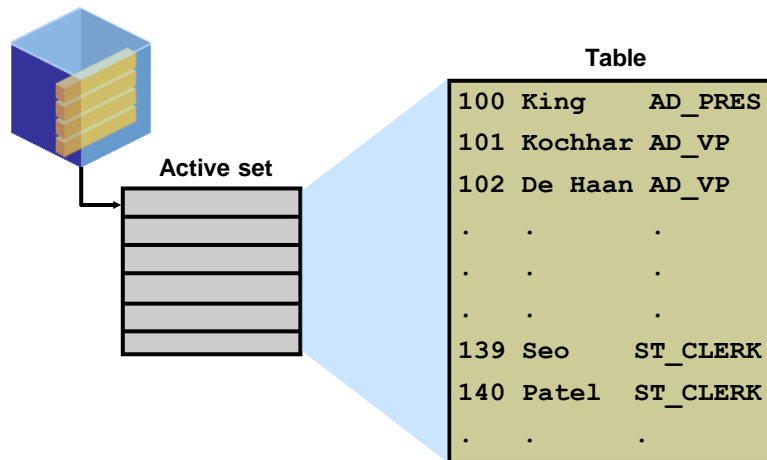 Table
Active set
100 King AD_PRES
101 Kochhar AD_VP
102 De Haan AD_VP
. . .
. . .
. . .
139 Seo ST_CLERK
140 Patel ST_CLERK
. . .